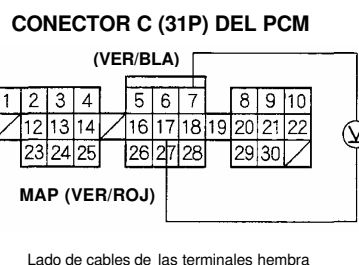 CONECTOR C (31P) DEL PCM
(VER/BLA)
1 2 3 4 5 6 7 8 9 10
12 13 14 16 17 18 19 20 21 22
23 24 25 26 27 28 29 30
V
MAP (VER/ROJ)
Lado de cables de las terminales hembra